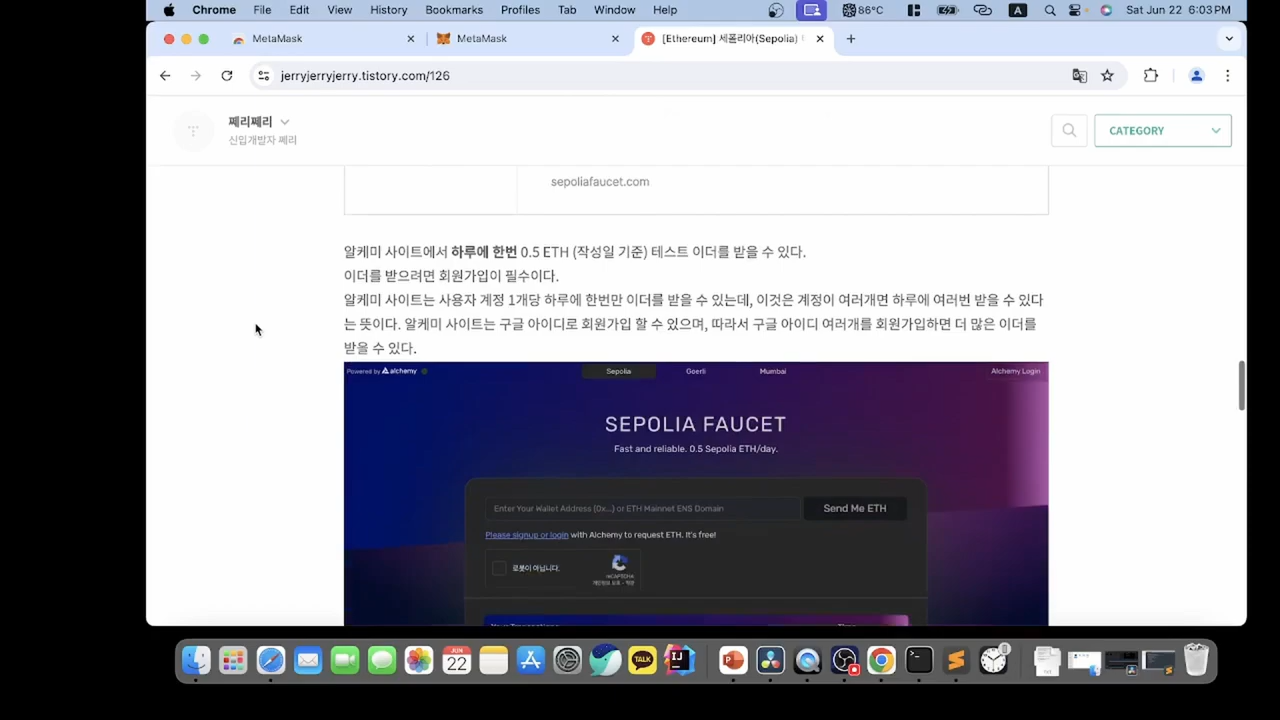 Chrome File Edit View History Bookmarks Profiles Tab Window Help 86°C A Sat Jun 22 6:03 PM
MetaMask
MetaMask
[Ethereum] 세폴리아(Sepolia)
jerryjerryjerry.tistory.com/126
쩨리쩨리
신입개발자 쩨리
CATEGORY
sepoliafaucet.com
알케미 사이트에서 하루에 한번 0.5 ETH (작성일 기준) 테스트 이더를 받을 수 있다.
이더를 받으려면 회원가입이 필수이다.
알케미 사이트는 사용자 계정 1개당 하루에 한번만 이더를 받을 수 있는데, 이것은 계정이 여러개면 하루에 여러번 받을 수 있다
는 뜻이다. 알케미 사이트는 구글 아이디로 회원가입 할 수 있으며, 따라서 구글 아이디 여러개를 회원가입하면 더 많은 이더를
받을 수 있다.
Powered by alchemy Sepolia Goerli Mumbai Alchemy Login
SEPOLIA FAUCET
Fast and reliable. 0.5 Sepolia ETH/day.
Enter Your Wallet Address (0x...) or ETH Mainnet ENS Domain
Send Me ETH
Please signup or login with Alchemy to request ETH. It's free!
로봇이 아닙니다.
reCAPTCHA
JUN
22
TALK